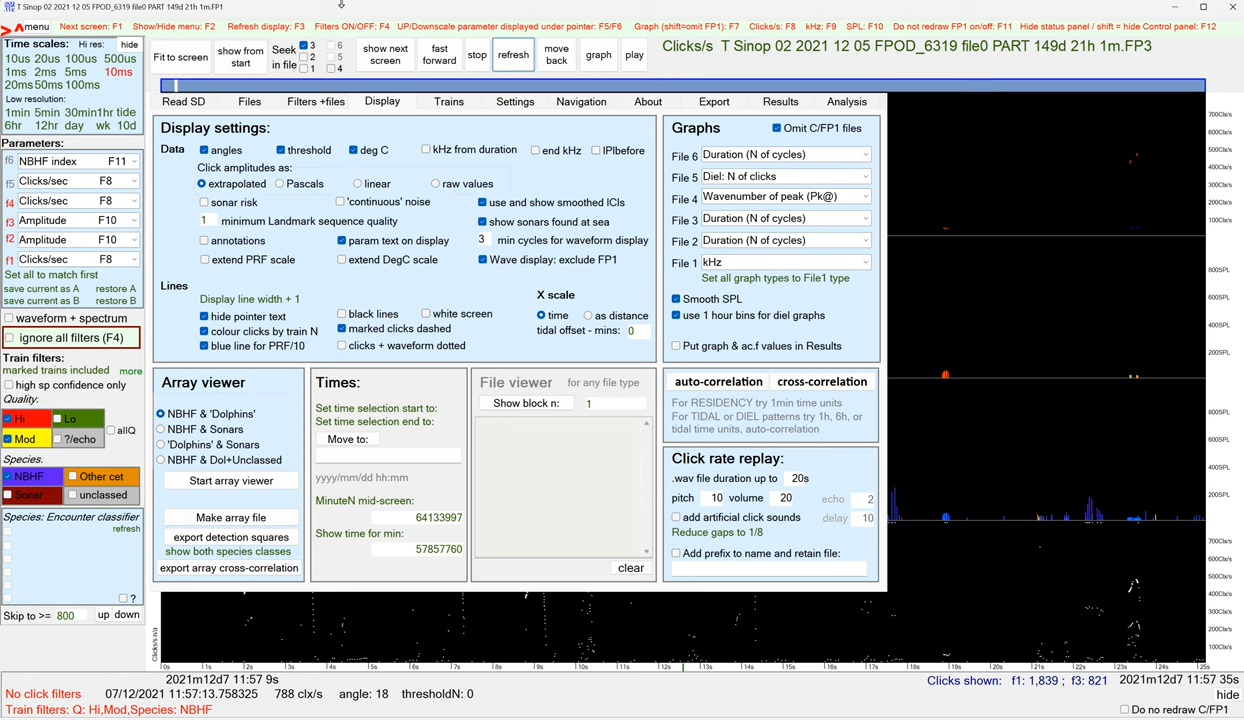 T Sinop 02 2021 12 05 FPOD_6319 file0 PART 149d 21h 1m.FP1
menu Next screen: F1 Show/Hide menu: F2 Refresh display: F3 Filters ON/OFF: F4 UP/Downscale parameter displayed under pointer: F5/F6 Graph (shift=omit FP1): F7 Clicks/s: F8 kHz: F9 SPL: F10 Do not redraw FP1 on/off: F11 Hide status panel / shift = hide Control panel: F12
Time scales: Hi res: hide
10us 20us 100us 500us
1ms 2ms 5ms 10ms
20ms 50ms 100ms
Low resolution:
1min 5min 30min 1hr tide
6hr 12hr day wk 10d
Fit to screen
show from start
Seek in file
3 6
2 5
1 4
show next screen
fast forward
stop
refresh
move back
graph
play
Clicks/s T Sinop 02 2021 12 05 FPOD_6319 file0 PART 149d 21h 1m.FP3
Read SD Files Filters +files Display Trains Settings Navigation About Export Results Analysis
Parameters:
f6 NBHF index F11
f5 Clicks/sec F8
f4 Clicks/sec F8
f3 Amplitude F10
f2 Amplitude F10
f1 Clicks/sec F8
Set all to match first
save current as A restore A
save current as B restore B
waveform + spectrum
ignore all filters (F4)
Train filters:
marked trains included more
high sp confidence only
Quality:
Hi Lo
Mod ?/echo allQ
Species:
NBHF Other cet
Sonar unclassed
Species: Encounter classifier
refresh
?
Skip to >= 800 up down
Display settings:
Data angles threshold deg C kHz from duration end kHz IPIbefore
Click amplitudes as:
extrapolated Pascals linear raw values
sonar risk 'continuous' noise use and show smoothed ICIs
1 minimum Landmark sequence quality show sonars found at sea
annotations param text on display 3 min cycles for waveform display
extend PRF scale extend DegC scale Wave display: exclude FP1
Lines
Display line width + 1
hide pointer text black lines white screen
colour clicks by train N marked clicks dashed
blue line for PRF/10 clicks + waveform dotted
X scale
time as distance
tidal offset - mins: 0
Graphs Omit C/FP1 files
File 6 Duration (N of cycles)
File 5 Diel: N of clicks
File 4 Wavenumber of peak (Pk@)
File 3 Duration (N of cycles)
File 2 Duration (N of cycles)
File 1 kHz
Set all graph types to File1 type
Smooth SPL
use 1 hour bins for diel graphs
Put graph & ac.f values in Results
Array viewer
NBHF & 'Dolphins'
NBHF & Sonars
'Dolphins' & Sonars
NBHF & Dol+Unclassed
Start array viewer
Make array file
export detection squares
show both species classes
export array cross-correlation
Times:
Set time selection start to:
Set time selection end to:
Move to:
yyyy/mm/dd hh:mm
MinuteN mid-screen:
64133997
Show time for min:
57857760
File viewer for any file type
Show block n: 1
clear
auto-correlation cross-correlation
For RESIDENCY try 1min time units
For TIDAL or DIEL patterns try 1h, 6h, or
tidal time units, auto-correlation
Click rate replay:
.wav file duration up to 20s
pitch 10 volume 20 echo 2
add artificial click sounds delay 10
Reduce gaps to 1/8
Add prefix to name and retain file:
700Clx/s
600Clx/s
500Clx/s
400Clx/s
300Clx/s
200Clx/s
100Clx/s
800SPL
600SPL
400SPL
200SPL
800SPL
600SPL
400SPL
200SPL
700Clx/s
600Clx/s
500Clx/s
400Clx/s
300Clx/s
200Clx/s
100Clx/s
Clicks/s n/a
0s 1s 2s 3s 4s 5s 6s 7s 8s 9s 10s 11s 12s 13s 14s 15s 16s 17s 18s 19s 20s 21s 22s 23s 24s 25s
2021m12d7 11:57 9s
Clicks shown: f1: 1,839 ; f3: 821 2021m12d7 11:57 35s
No click filters 07/12/2021 11:57:13.758325 788 clx/s angle: 18 thresholdN: 0
hide
Train filters: Q: Hi,Mod,Species: NBHF
Do no redraw C/FP1